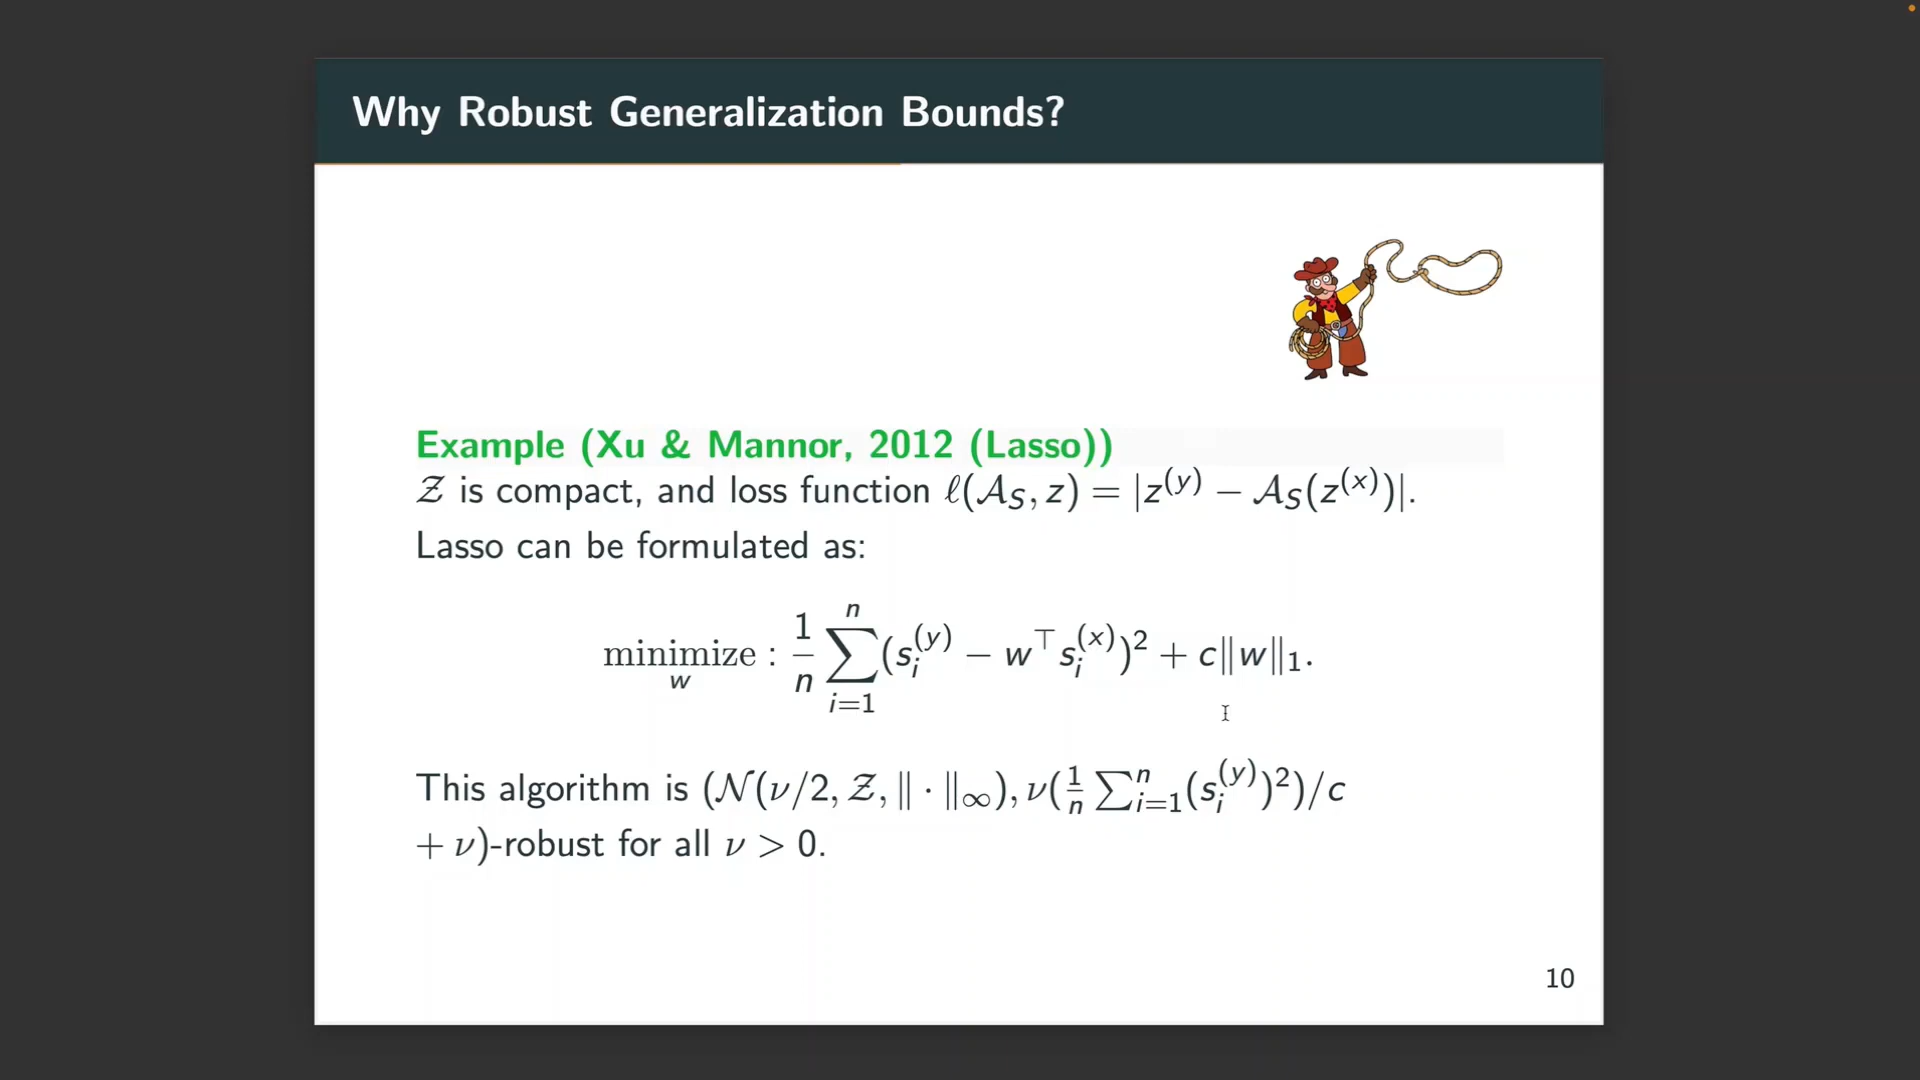 Why Robust Generalization Bounds?
Example (Xu & Mannor, 2012 (Lasso))
𝒵 is compact, and loss function ℓ(𝒜_S, z) = |z^(y) − 𝒜_S(z^(x))|.
Lasso can be formulated as:
minimize_w : 1/n ∑_{i=1}^{n} (s_i^(y) − w^⊤ s_i^(x))² + c‖w‖₁.
This algorithm is (𝒩(ν/2, 𝒵, ‖ · ‖_∞), ν(1/n ∑_{i=1}^{n} (s_i^(y))²)/c
+ ν)-robust for all ν > 0.
10